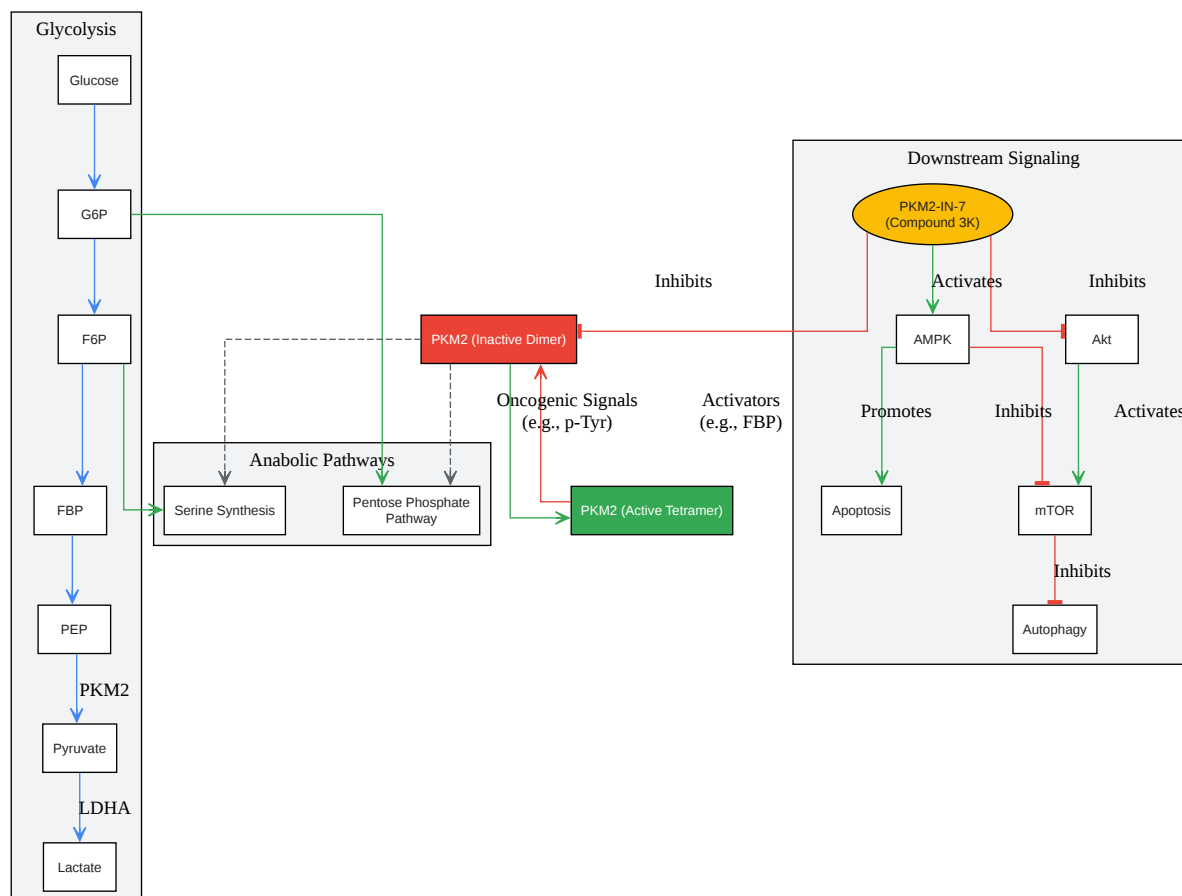 Glycolysis
Glucose
G6P
F6P
FBP
PEP
PKM2
Pyruvate
LDHA
Lactate
Anabolic Pathways
Serine Synthesis
Pentose Phosphate
Pathway
PKM2 (Inactive Dimer)
Oncogenic Signals
(e.g., p-Tyr)
Activators
(e.g., FBP)
PKM2 (Active Tetramer)
Inhibits
Downstream Signaling
PKM2-IN-7
(Compound 3K)
Activates
Inhibits
AMPK
Akt
Promotes
Inhibits
Activates
Apoptosis
mTOR
Inhibits
Autophagy